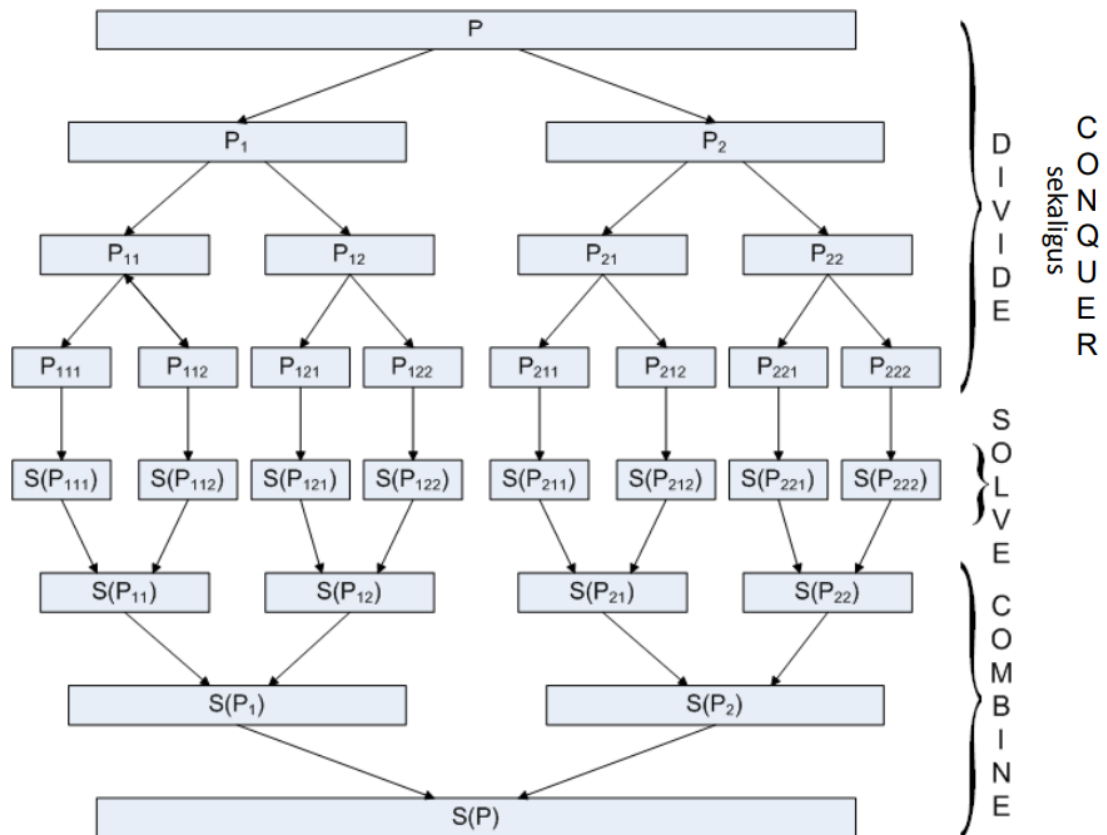 P
P₁ P₂
P₁₁ P₁₂ P₂₁ P₂₂
P₁₁₁ P₁₁₂ P₁₂₁ P₁₂₂ P₂₁₁ P₂₁₂ P₂₂₁ P₂₂₂
S(P₁₁₁) S(P₁₁₂) S(P₁₂₁) S(P₁₂₂) S(P₂₁₁) S(P₂₁₂) S(P₂₂₁) S(P₂₂₂)
S(P₁₁) S(P₁₂) S(P₂₁) S(P₂₂)
S(P₁) S(P₂)
S(P)
DIVIDE
sekaligus
CONQUER
SOLVE
COMBINE